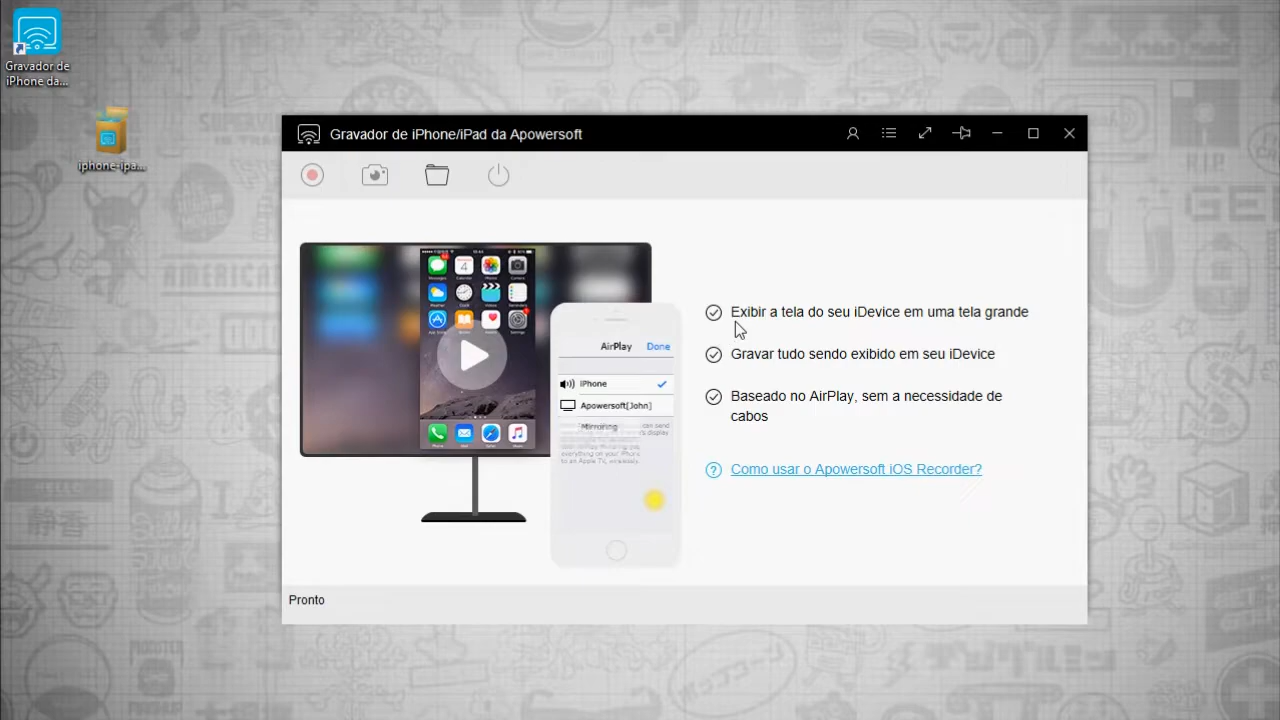 Gravador de
iPhone da...
iphone-ipa...
Gravador de iPhone/iPad da Apowersoft
AirPlay Done
iPhone
Apowersoft[John]
Mirroring
Exibir a tela do seu iDevice em uma tela grande
Gravar tudo sendo exibido em seu iDevice
Baseado no AirPlay, sem a necessidade de
cabos
Como usar o Apowersoft iOS Recorder?
Pronto